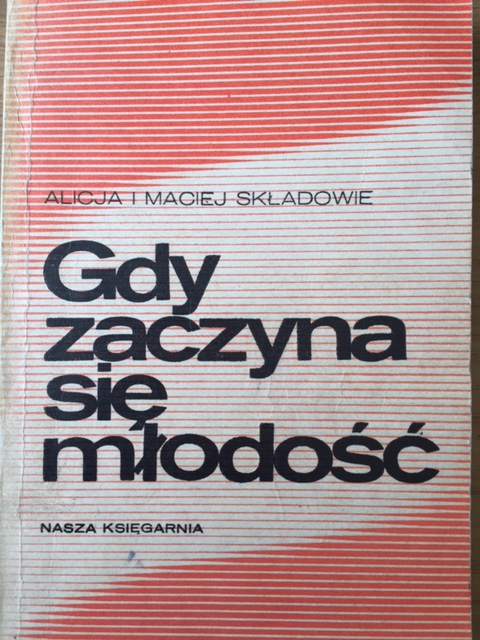 ALICJA I MACIEJ SKŁADOWIE
Gdy
zaczyna
się
młodość
NASZA KSIĘGARNIA